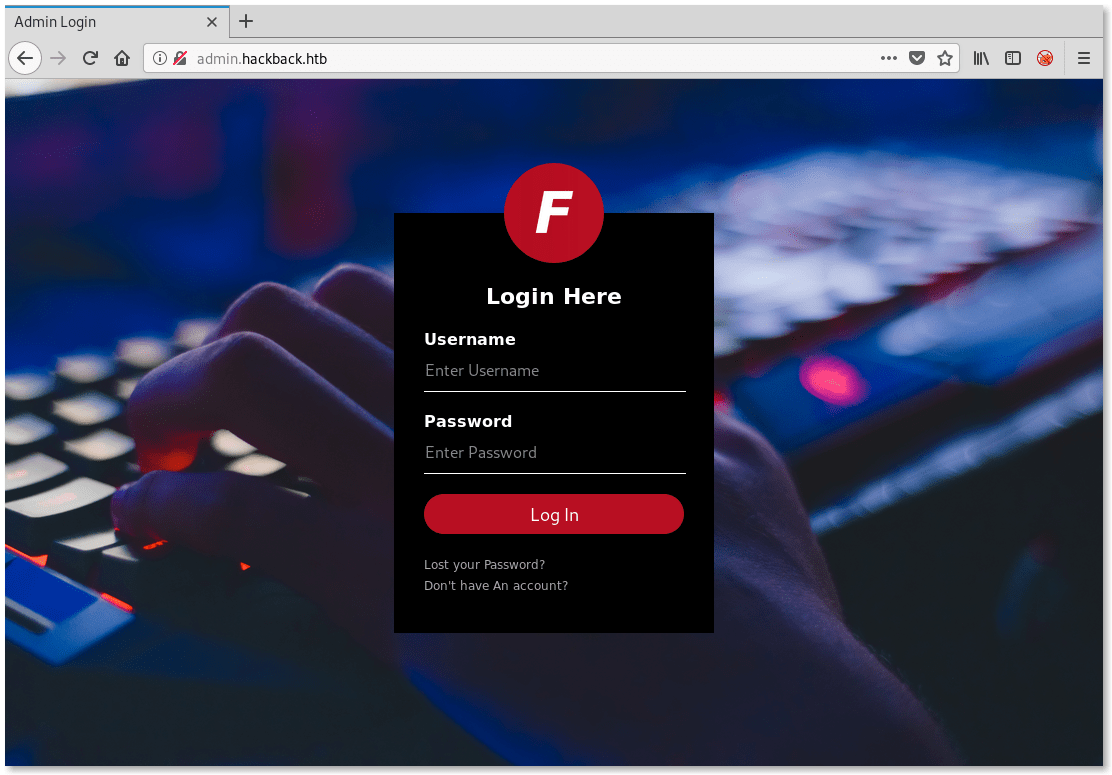 Admin Login
admin.hackback.htb
F
Login Here
Username
Enter Username
Password
Enter Password
Log In
Lost your Password?
Don't have An account?